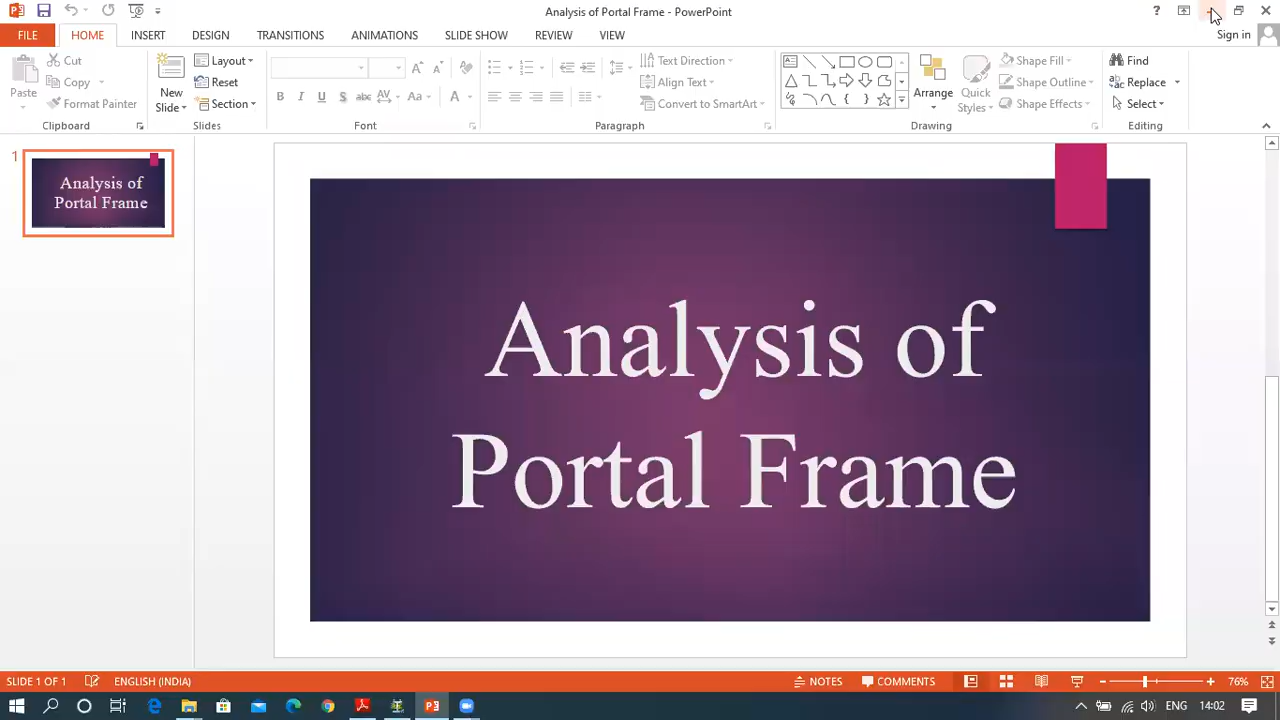 Analysis of Portal Frame - PowerPoint
?
Sign in
FILE HOME INSERT DESIGN TRANSITIONS ANIMATIONS SLIDE SHOW REVIEW VIEW
Paste
Cut
Copy
Format Painter
Clipboard
New
Slide
Layout
Reset
Section
Slides
B I U S abc AV Aa A
Font
Text Direction
Align Text
Convert to SmartArt
Paragraph
Arrange
Quick
Styles
Shape Fill
Shape Outline
Shape Effects
Drawing
Find
Replace
Select
Editing
1
Analysis of
Portal Frame
Analysis of
Portal Frame
SLIDE 1 OF 1 ENGLISH (INDIA) NOTES COMMENTS 76%
ENG 14:02